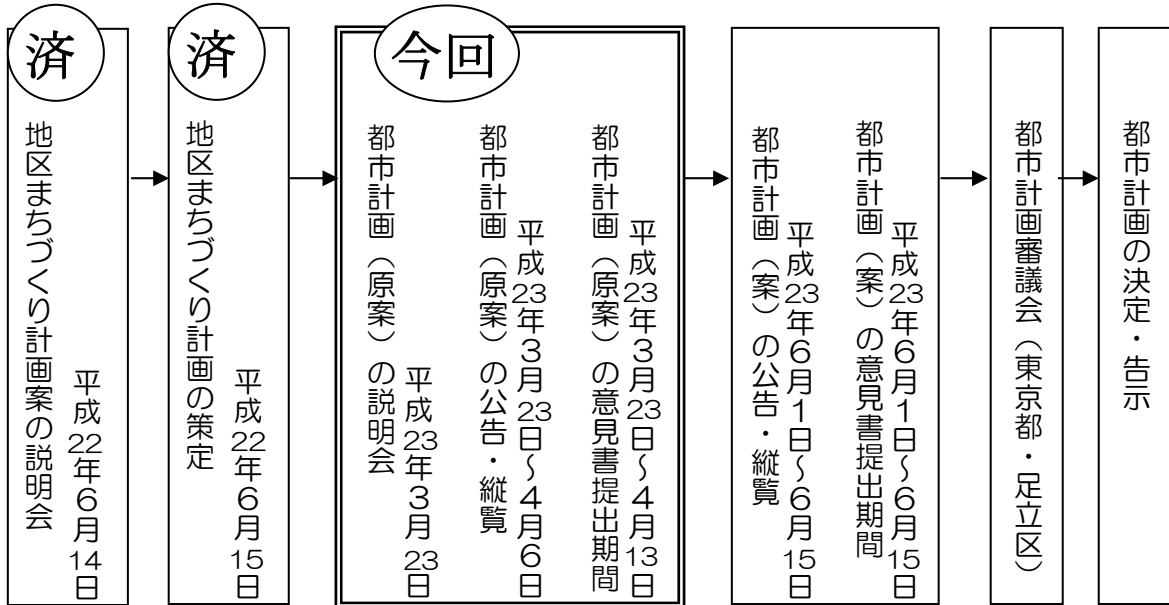 済
地区まちづくり計画案の説明会
平成22年6月14日
済
地区まちづくり計画の策定
平成22年6月15日
今回
都市計画（原案）の説明会
平成23年3月23日
都市計画（原案）の公告・縦覧
平成23年3月23日～4月6日
都市計画（原案）の意見書提出期間
平成23年3月23日～4月13日
都市計画（案）の公告・縦覧
平成23年6月1日～6月15日
都市計画（案）の意見書提出期間
平成23年6月1日～6月15日
都市計画審議会（東京都・足立区）
都市計画の決定・告示